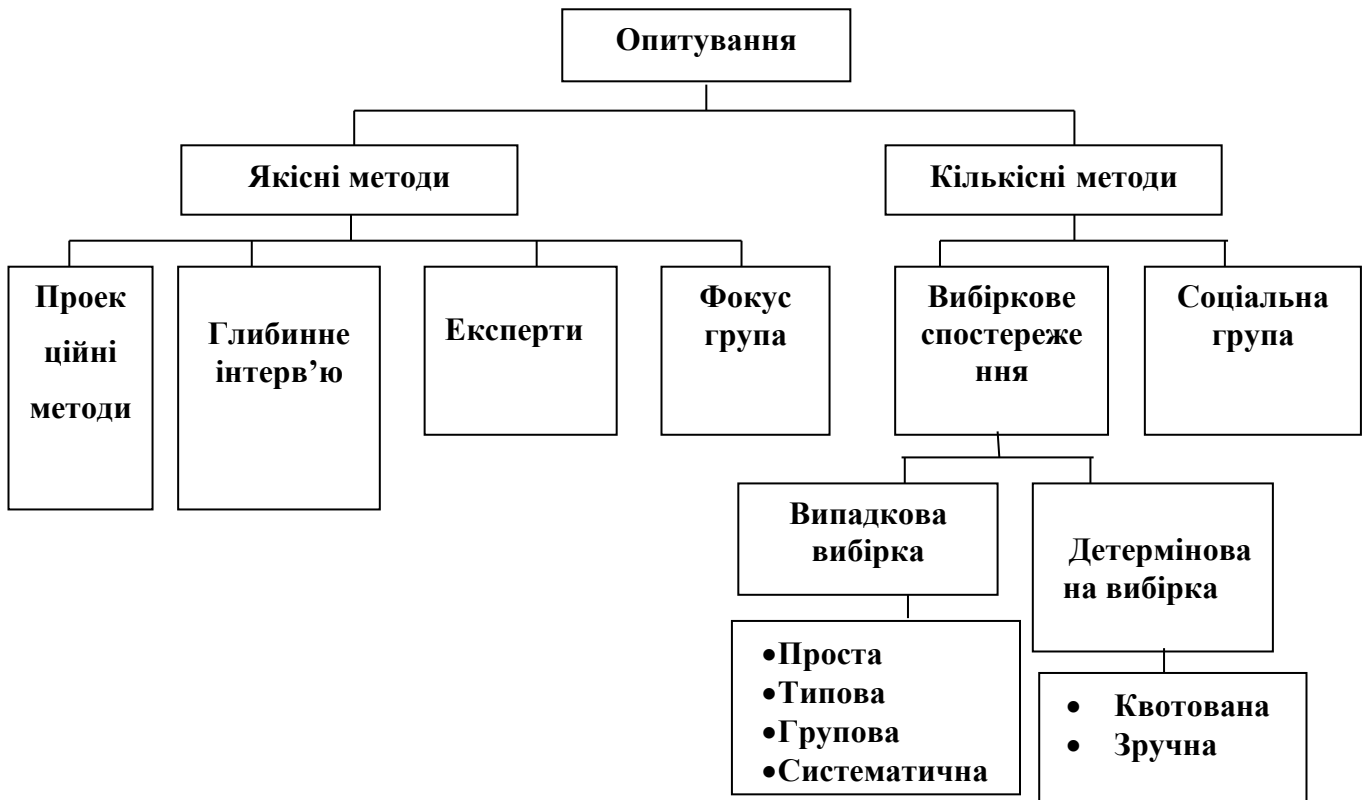 Опитування
Якісні методи
Кількісні методи
Проек
ційні
методи
Глибинне
інтерв’ю
Експерти
Фокус
група
Вибіркове
спостереже
ння
Соціальна
група
Випадкова
вибірка
Детермінова
на вибірка
•Проста
•Типова
•Групова
•Систематична
• Квотована
• Зручна